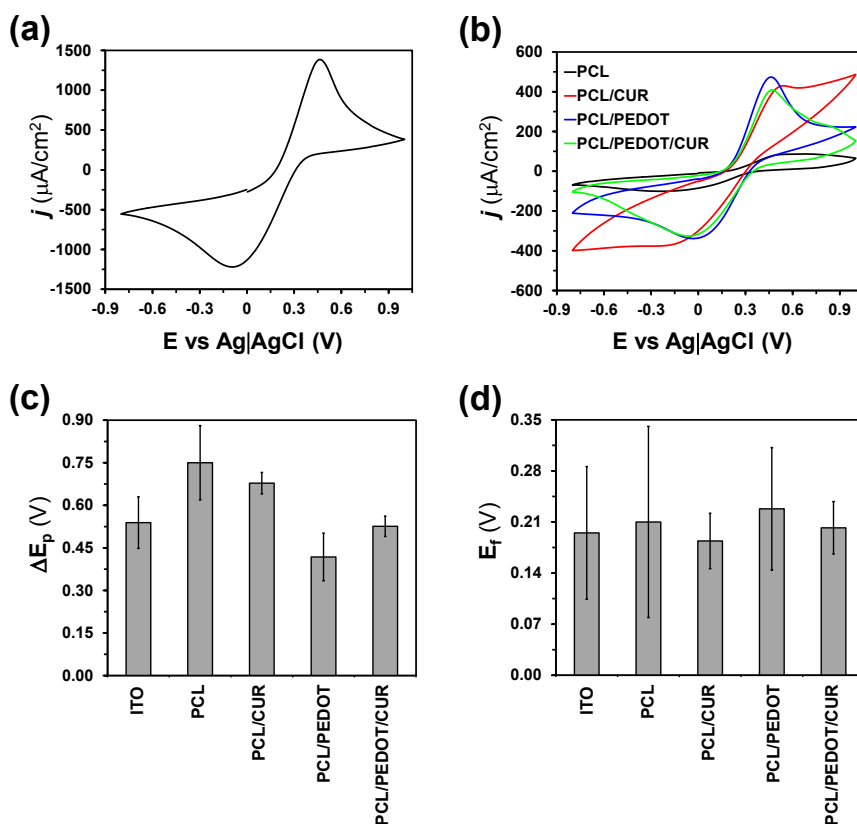 (a)
1500
1000
500
0
-500
-1000
-1500
j (µA/cm2)
-0.9 -0.6 -0.3 0 0.3 0.6 0.9
E vs Ag|AgCl (V)
(b)
600
400
200
0
-200
-400
-600
j (µA/cm2)
PCL
PCL/CUR
PCL/PEDOT
PCL/PEDOT/CUR
-0.9 -0.6 -0.3 0 0.3 0.6 0.9
E vs Ag|AgCl (V)
(c)
0.90
0.75
0.60
0.45
0.30
0.15
0.00
ΔEp (V)
ITO
PCL
PCL/CUR
PCL/PEDOT
PCL/PEDOT/CUR
(d)
0.35
0.28
0.21
0.14
0.07
0.00
Ef (V)
ITO
PCL
PCL/CUR
PCL/PEDOT
PCL/PEDOT/CUR